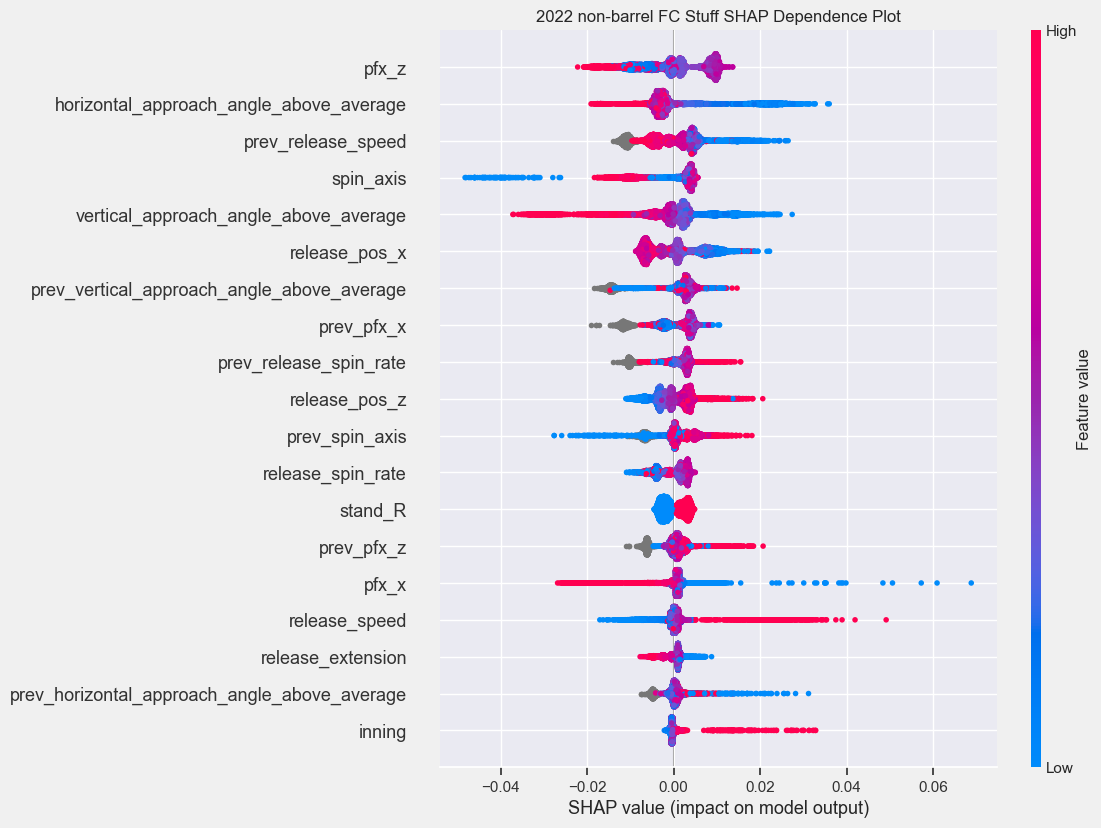 2022 non-barrel FC Stuff SHAP Dependence Plot
pfx_z
horizontal_approach_angle_above_average
prev_release_speed
spin_axis
vertical_approach_angle_above_average
release_pos_x
prev_vertical_approach_angle_above_average
prev_pfx_x
prev_release_spin_rate
release_pos_z
prev_spin_axis
release_spin_rate
stand_R
prev_pfx_z
pfx_x
release_speed
release_extension
prev_horizontal_approach_angle_above_average
inning
−0.04 −0.02 0.00 0.02 0.04 0.06
SHAP value (impact on model output)
High
Feature value
Low